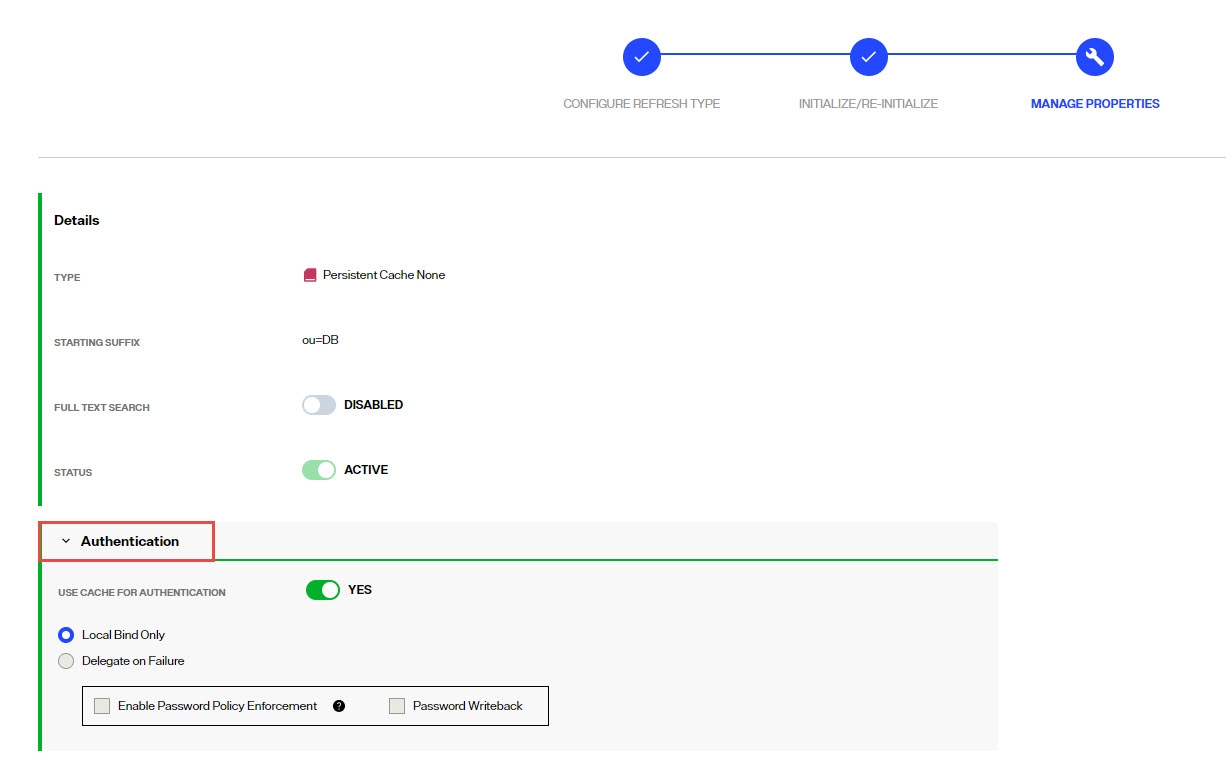 CONFIGURE REFRESH TYPE
INITIALIZE/RE-INITIALIZE
MANAGE PROPERTIES
Details
TYPE
Persistent Cache None
STARTING SUFFIX
ou=DB
FULL TEXT SEARCH
DISABLED
STATUS
ACTIVE
Authentication
USE CACHE FOR AUTHENTICATION
YES
Local Bind Only
Delegate on Failure
Enable Password Policy Enforcement
?
Password Writeback